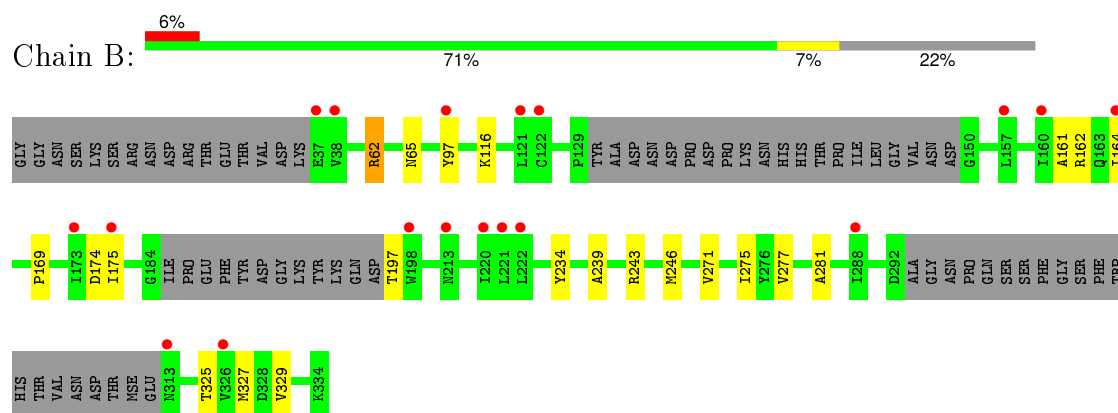 6%
Chain B:
71% 7% 22%
GLY GLY ASN SER LYS SER ARG ASN ASP ARG THR GLU THR VAL ASP LYS E37 V38 R62 N65 Y97 K116 L121 C122 P129 TYR ALA ASP ASN ASP PRO ASP PRO LYS ASN HIS HIS THR PRO ILE LEU GLY VAL ASN ASP G150 L157 I160 A161 R162 Q163 I164
P169 I173 D174 I175 G184 ILE PRO GLU PHE TYR ASP GLY LYS TYR LYS GLN ASP T197 W198 N213 I220 L221 L222 Y234 A239 R243 M246 V271 I275 Y276 V277 A281 I288 D292 ALA GLY ASN PRO GLN SER SER PHE GLY SER PHE TRP
HIS THR VAL ASN ASP THR MSE GLU N313 T325 V326 M327 D328 V329 K334